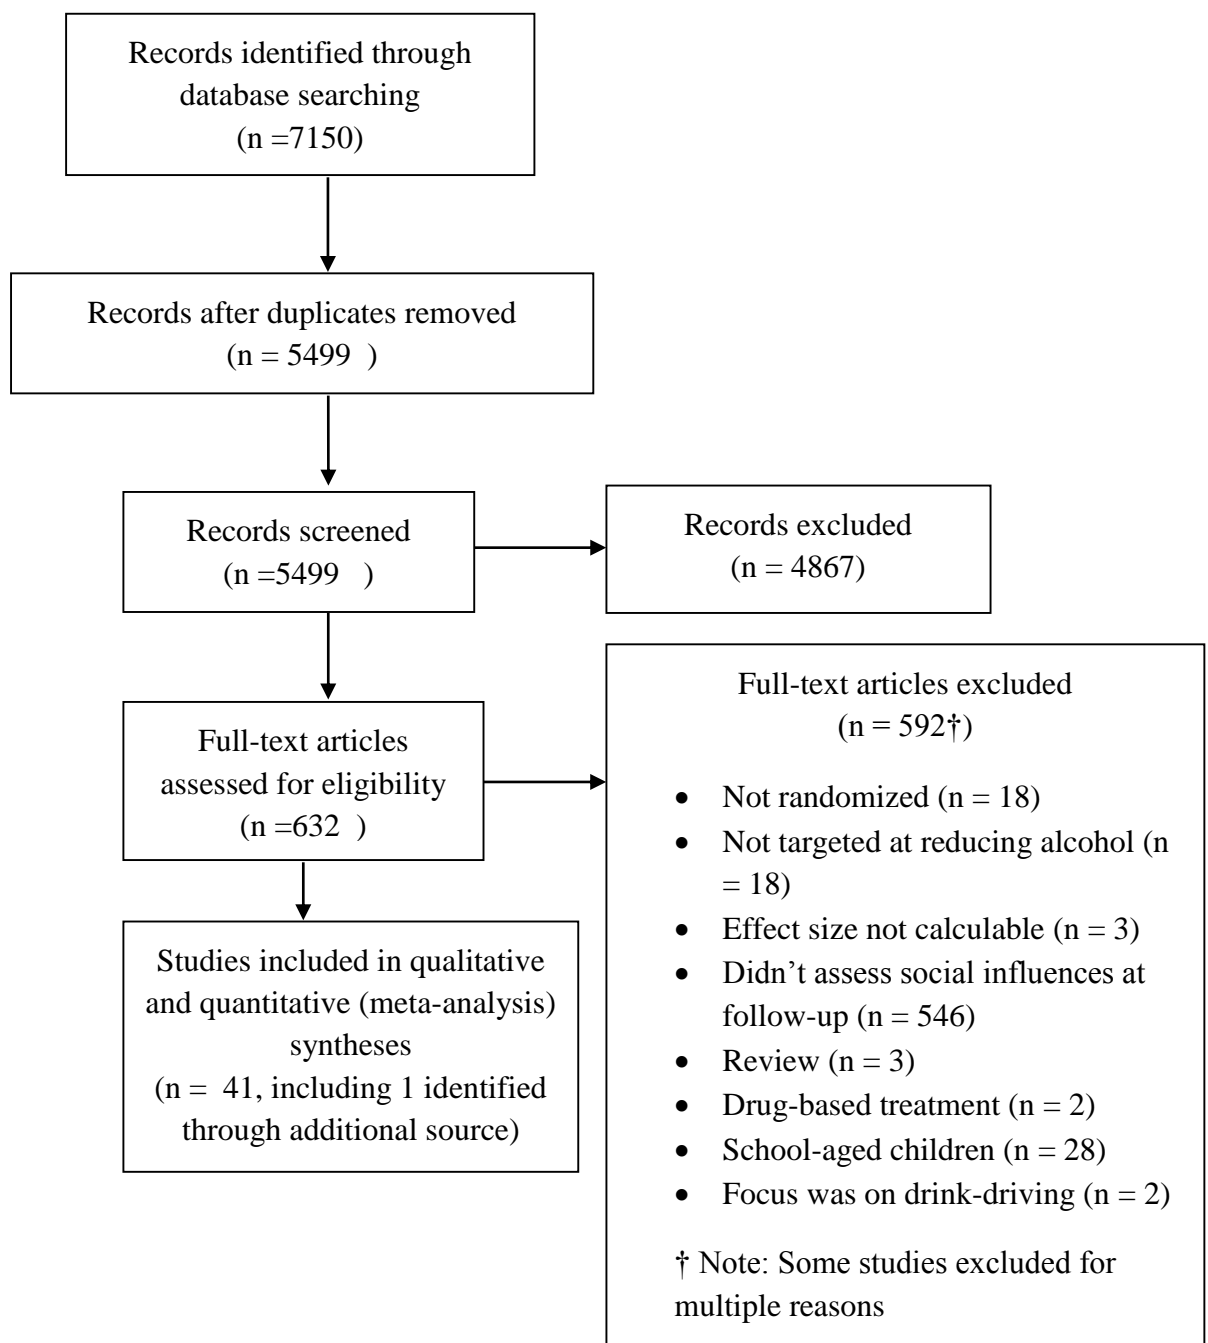 Records identified through
database searching
(n =7150)
Records after duplicates removed
(n = 5499  )
Records screened
(n =5499   )
Records excluded
(n = 4867)
Full-text articles
assessed for eligibility
(n =632  )
Full-text articles excluded
(n = 592†)
• Not randomized (n = 18)
• Not targeted at reducing alcohol (n
= 18)
• Effect size not calculable (n = 3)
• Didn’t assess social influences at
follow-up (n = 546)
• Review (n = 3)
• Drug-based treatment (n = 2)
• School-aged children (n = 28)
• Focus was on drink-driving (n = 2)
† Note: Some studies excluded for
multiple reasons
Studies included in qualitative
and quantitative (meta-analysis)
syntheses
(n =  41, including 1 identified
through additional source)